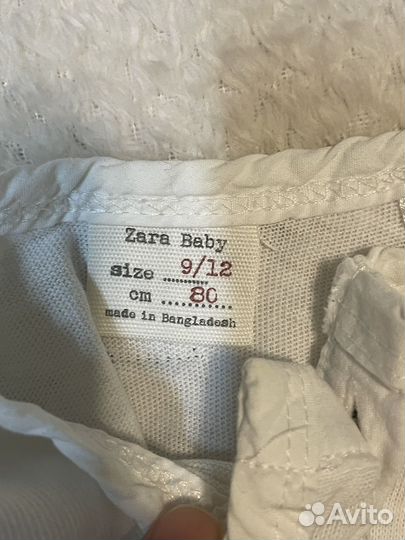 Zara Baby
size 9/12
cm 80
made in Bangladesh
Avito